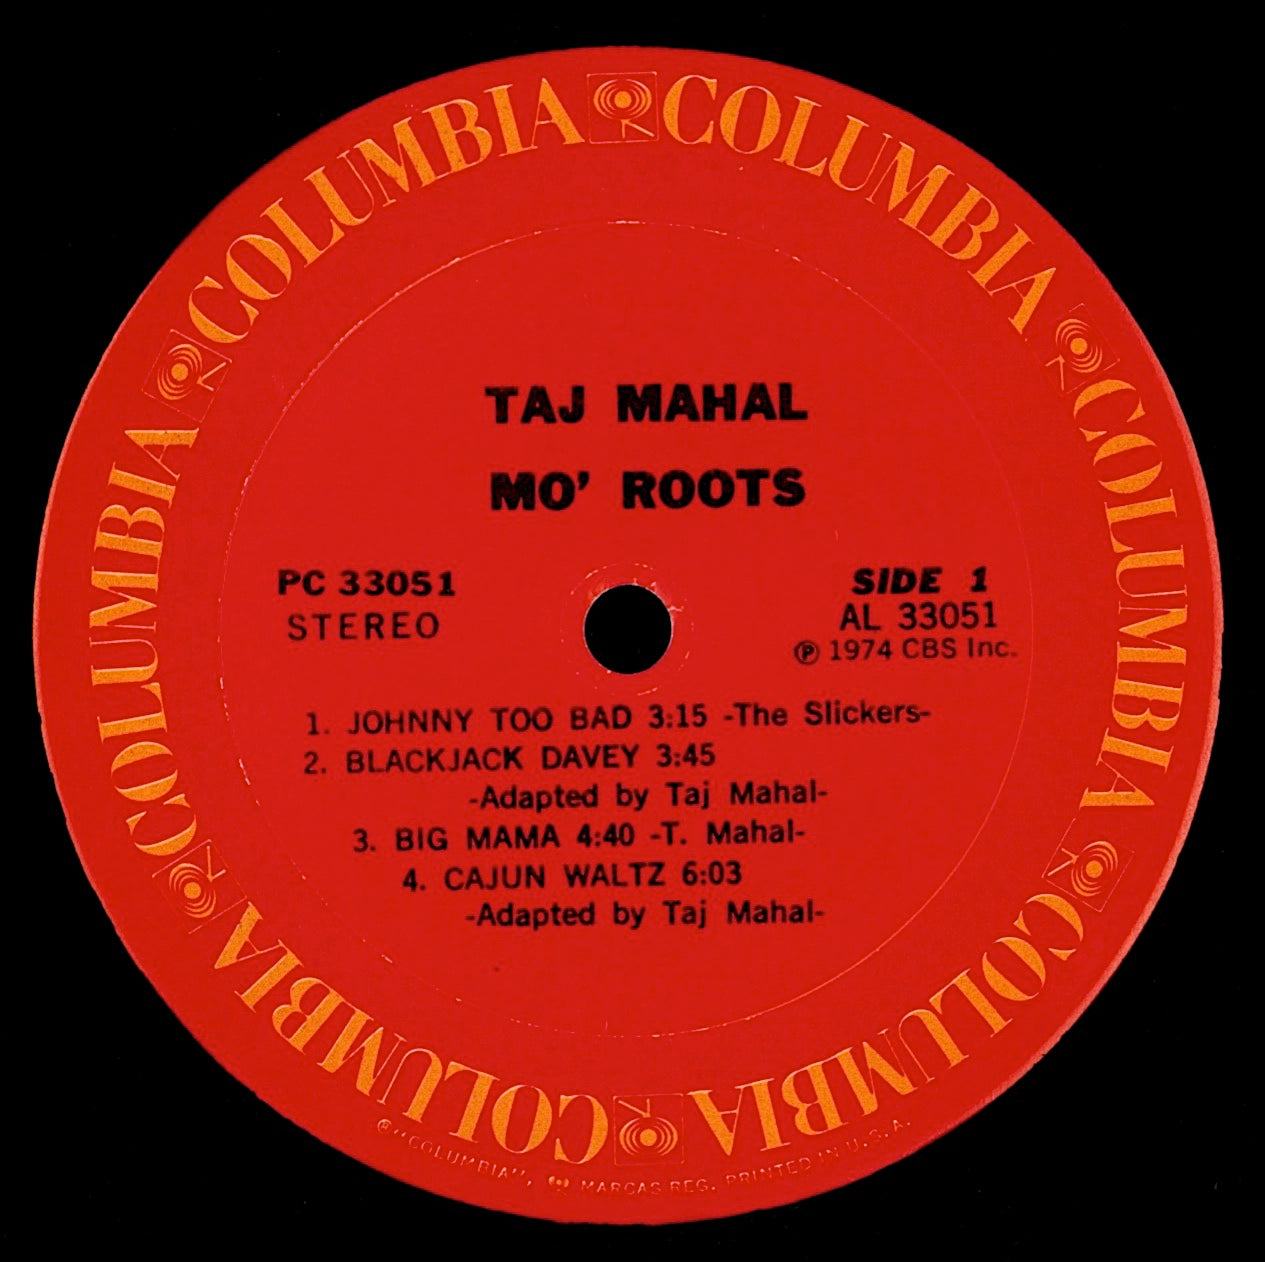 COLUMBIA COLUMBIA COLUMBIA COLUMBIA COLUMBIA COLUMBIA
TAJ MAHAL
MO' ROOTS
PC 33051
STEREO
SIDE 1
AL 33051
℗ 1974 CBS Inc.
1. JOHNNY TOO BAD 3:15 -The Slickers-
2. BLACKJACK DAVEY 3:45
-Adapted by Taj Mahal-
3. BIG MAMA 4:40 -T. Mahal-
4. CAJUN WALTZ 6:03
-Adapted by Taj Mahal-
® "COLUMBIA", MARCAS REG. PRINTED IN U.S.A.